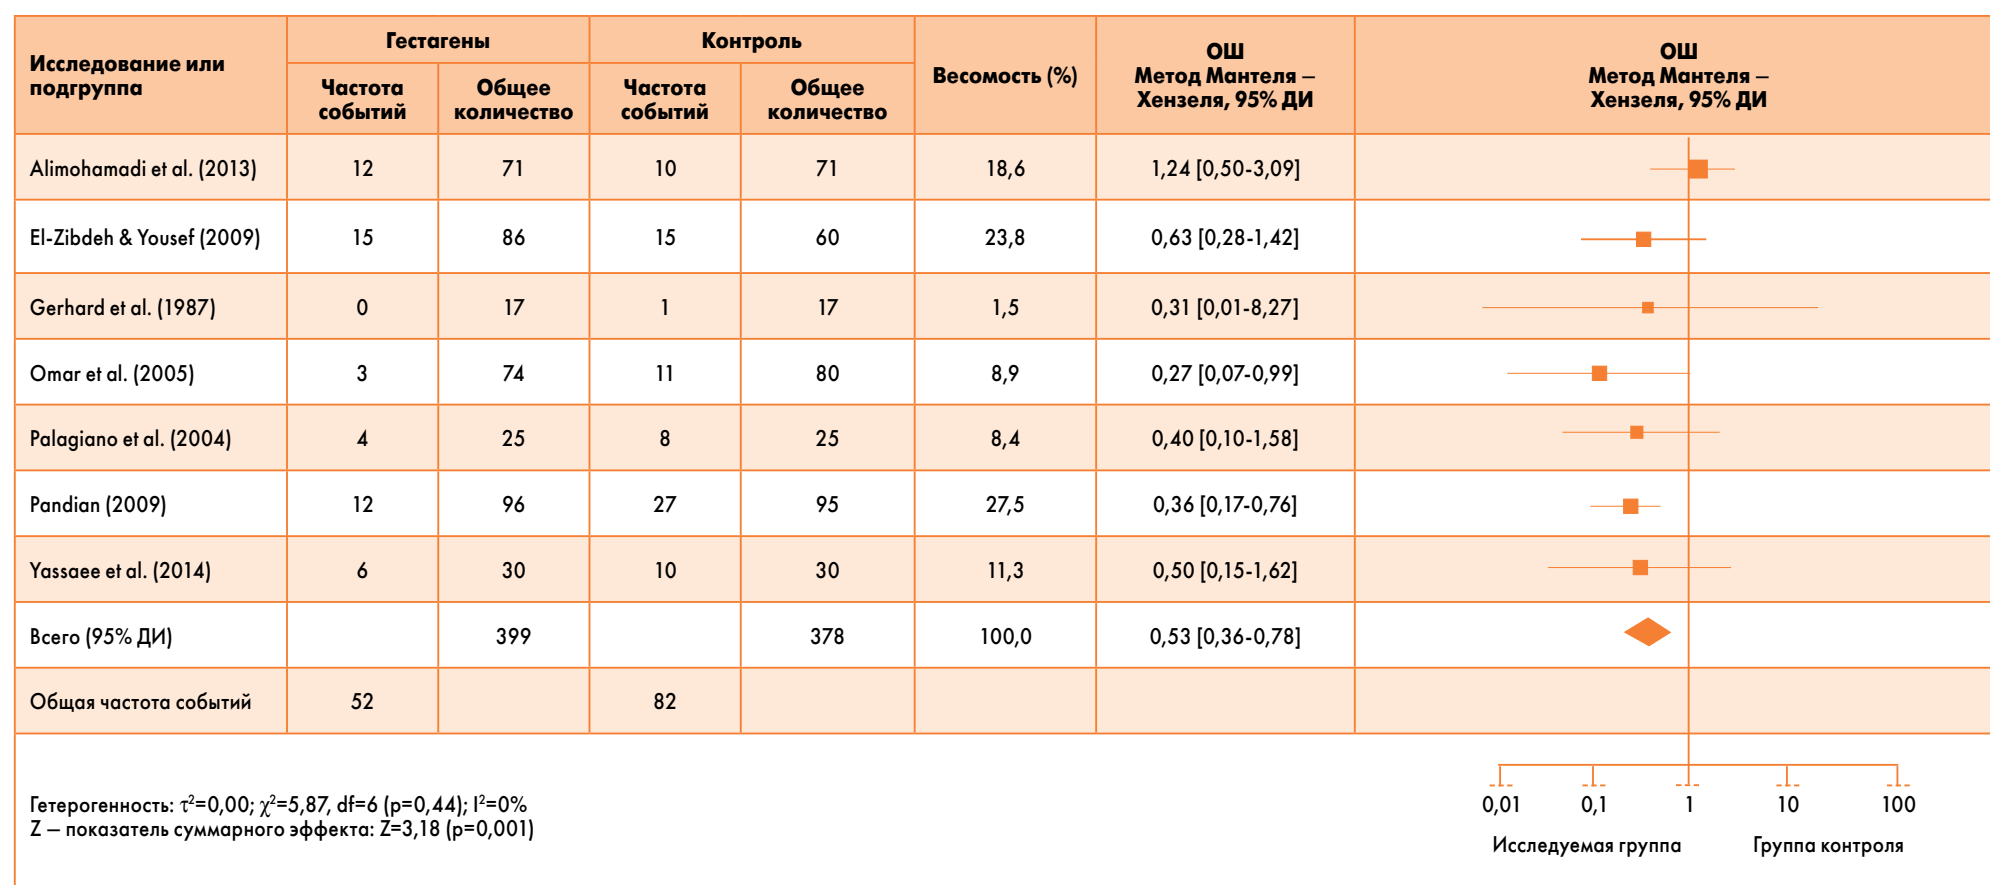 Исследование или
подгруппа
Гестагены
Контроль
Частота
событий
Общее
количество
Частота
событий
Общее
количество
Весомость (%)
ОШ
Метод Мантеля –
Хензеля, 95% ДИ
ОШ
Метод Мантеля –
Хензеля, 95% ДИ
Alimohamadi et al. (2013) 12 71 10 71 18,6 1,24 [0,50-3,09]
El-Zibdeh & Yousef (2009) 15 86 15 60 23,8 0,63 [0,28-1,42]
Gerhard et al. (1987) 0 17 1 17 1,5 0,31 [0,01-8,27]
Omar et al. (2005) 3 74 11 80 8,9 0,27 [0,07-0,99]
Palagiano et al. (2004) 4 25 8 25 8,4 0,40 [0,10-1,58]
Pandian (2009) 12 96 27 95 27,5 0,36 [0,17-0,76]
Yassaee et al. (2014) 6 30 10 30 11,3 0,50 [0,15-1,62]
Всего (95% ДИ) 399 378 100,0 0,53 [0,36-0,78]
Общая частота событий 52 82
Гетерогенность: τ²=0,00; χ²=5,87, df=6 (p=0,44); I²=0%
Z – показатель суммарного эффекта: Z=3,18 (p=0,001)
0,01 0,1 1 10 100
Исследуемая группа Группа контроля